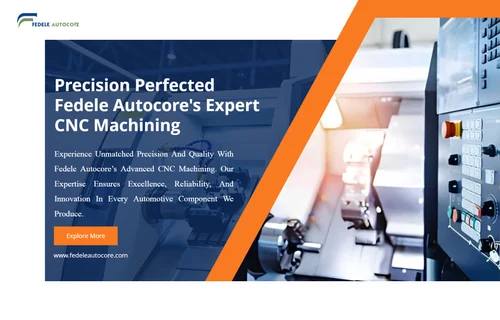 FEDELE AUTOCORE
Precision Perfected
Fedele Autocore's Expert
CNC Machining
Experience Unmatched Precision And Quality With
Fedele Autocore's Advanced CNC Machining. Our
Expertise Ensures Excellence, Reliability, And
Innovation In Every Automotive Component We
Produce.
Explore More
www.fedeleautocore.com